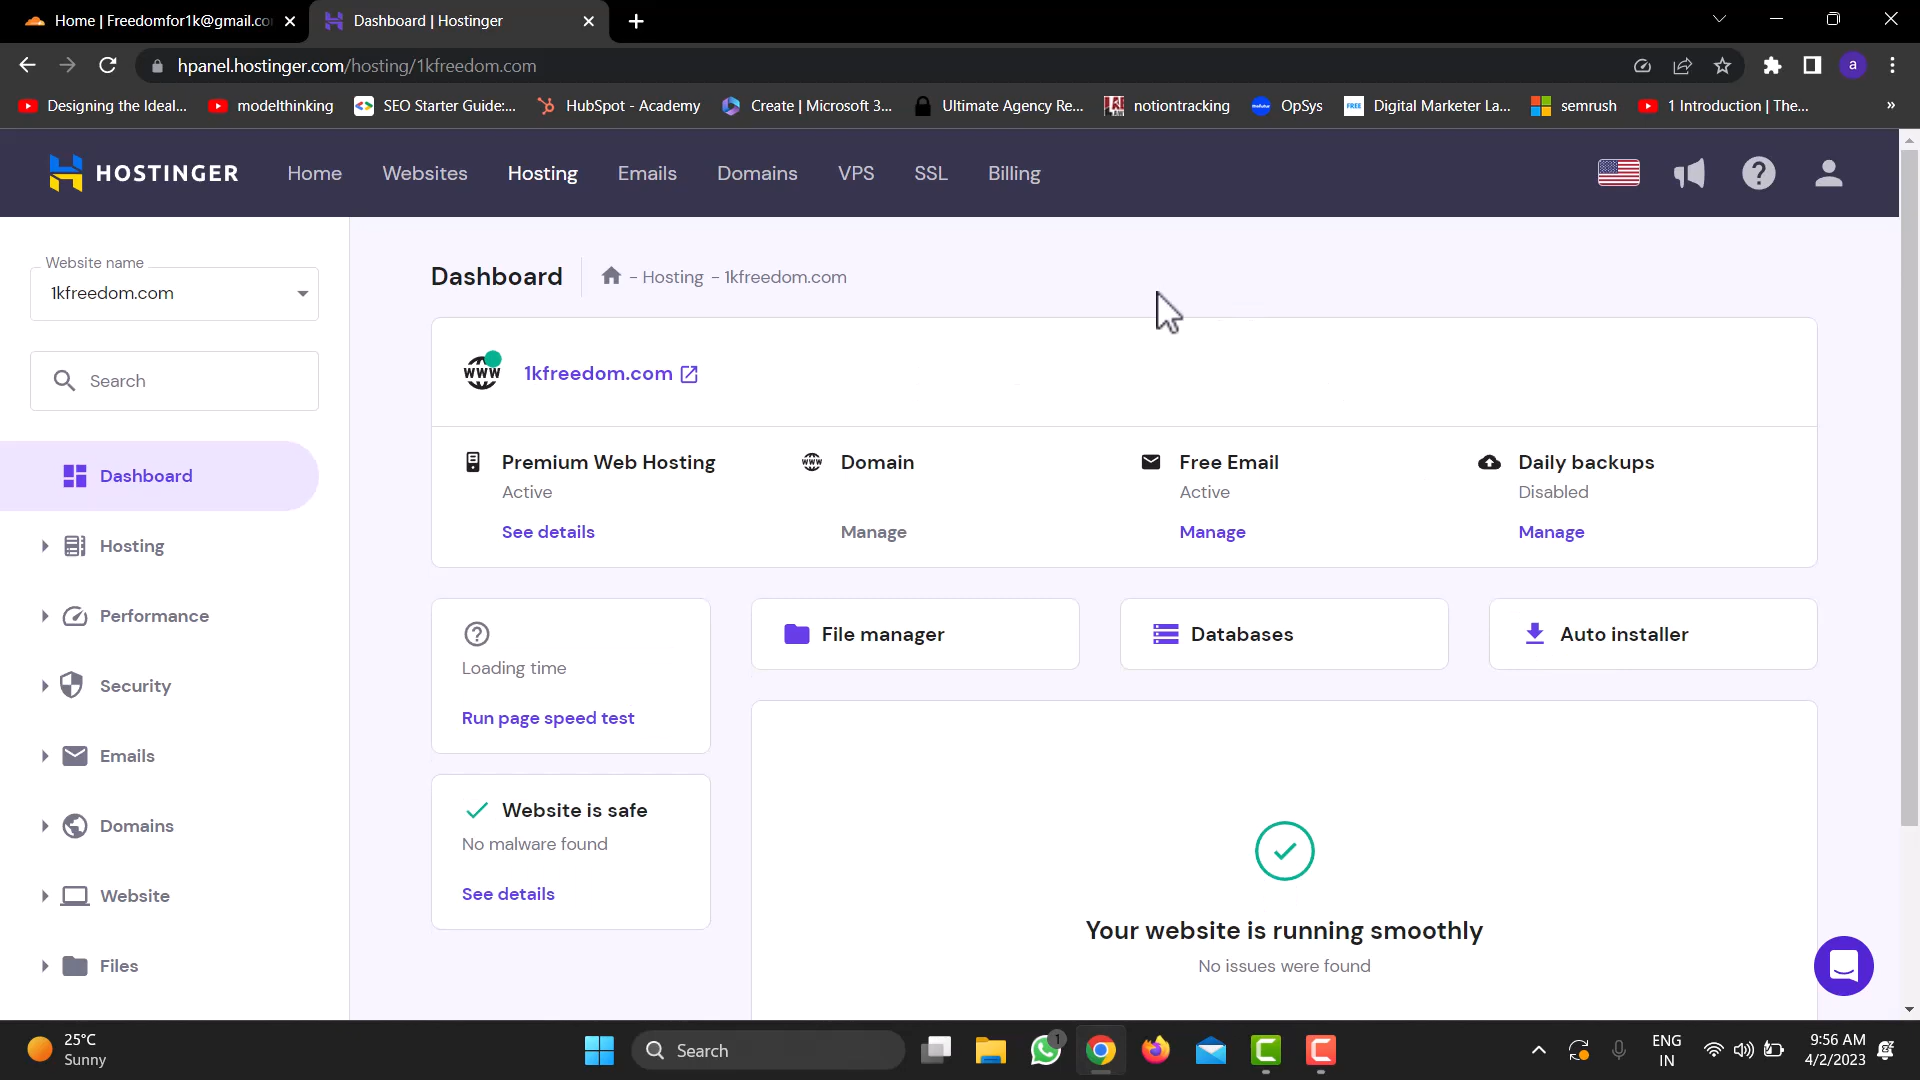 Home | Freedomfor1k@gmail.co
Dashboard | Hostinger
hpanel.hostinger.com/hosting/1kfreedom.com
a
Designing the Ideal...
modelthinking
SEO Starter Guide:...
HubSpot - Academy
Create | Microsoft 3...
Ultimate Agency Re...
notiontracking
OpSys
FREE
Digital Marketer La...
semrush
1 Introduction | The...
»
HOSTINGER
Home
Websites
Hosting
Emails
Domains
VPS
SSL
Billing
Website name
1kfreedom.com
Search
Dashboard
Hosting
Performance
Security
Emails
Domains
Website
Files
Dashboard
- Hosting - 1kfreedom.com
WWW
1kfreedom.com
Premium Web Hosting
Active
See details
WWW
Domain
Manage
Free Email
Active
Manage
Daily backups
Disabled
Manage
Loading time
Run page speed test
File manager
Databases
Auto installer
Website is safe
No malware found
See details
Your website is running smoothly
No issues were found
25°C
Sunny
Search
1
ENG
IN
9:56 AM
4/2/2023